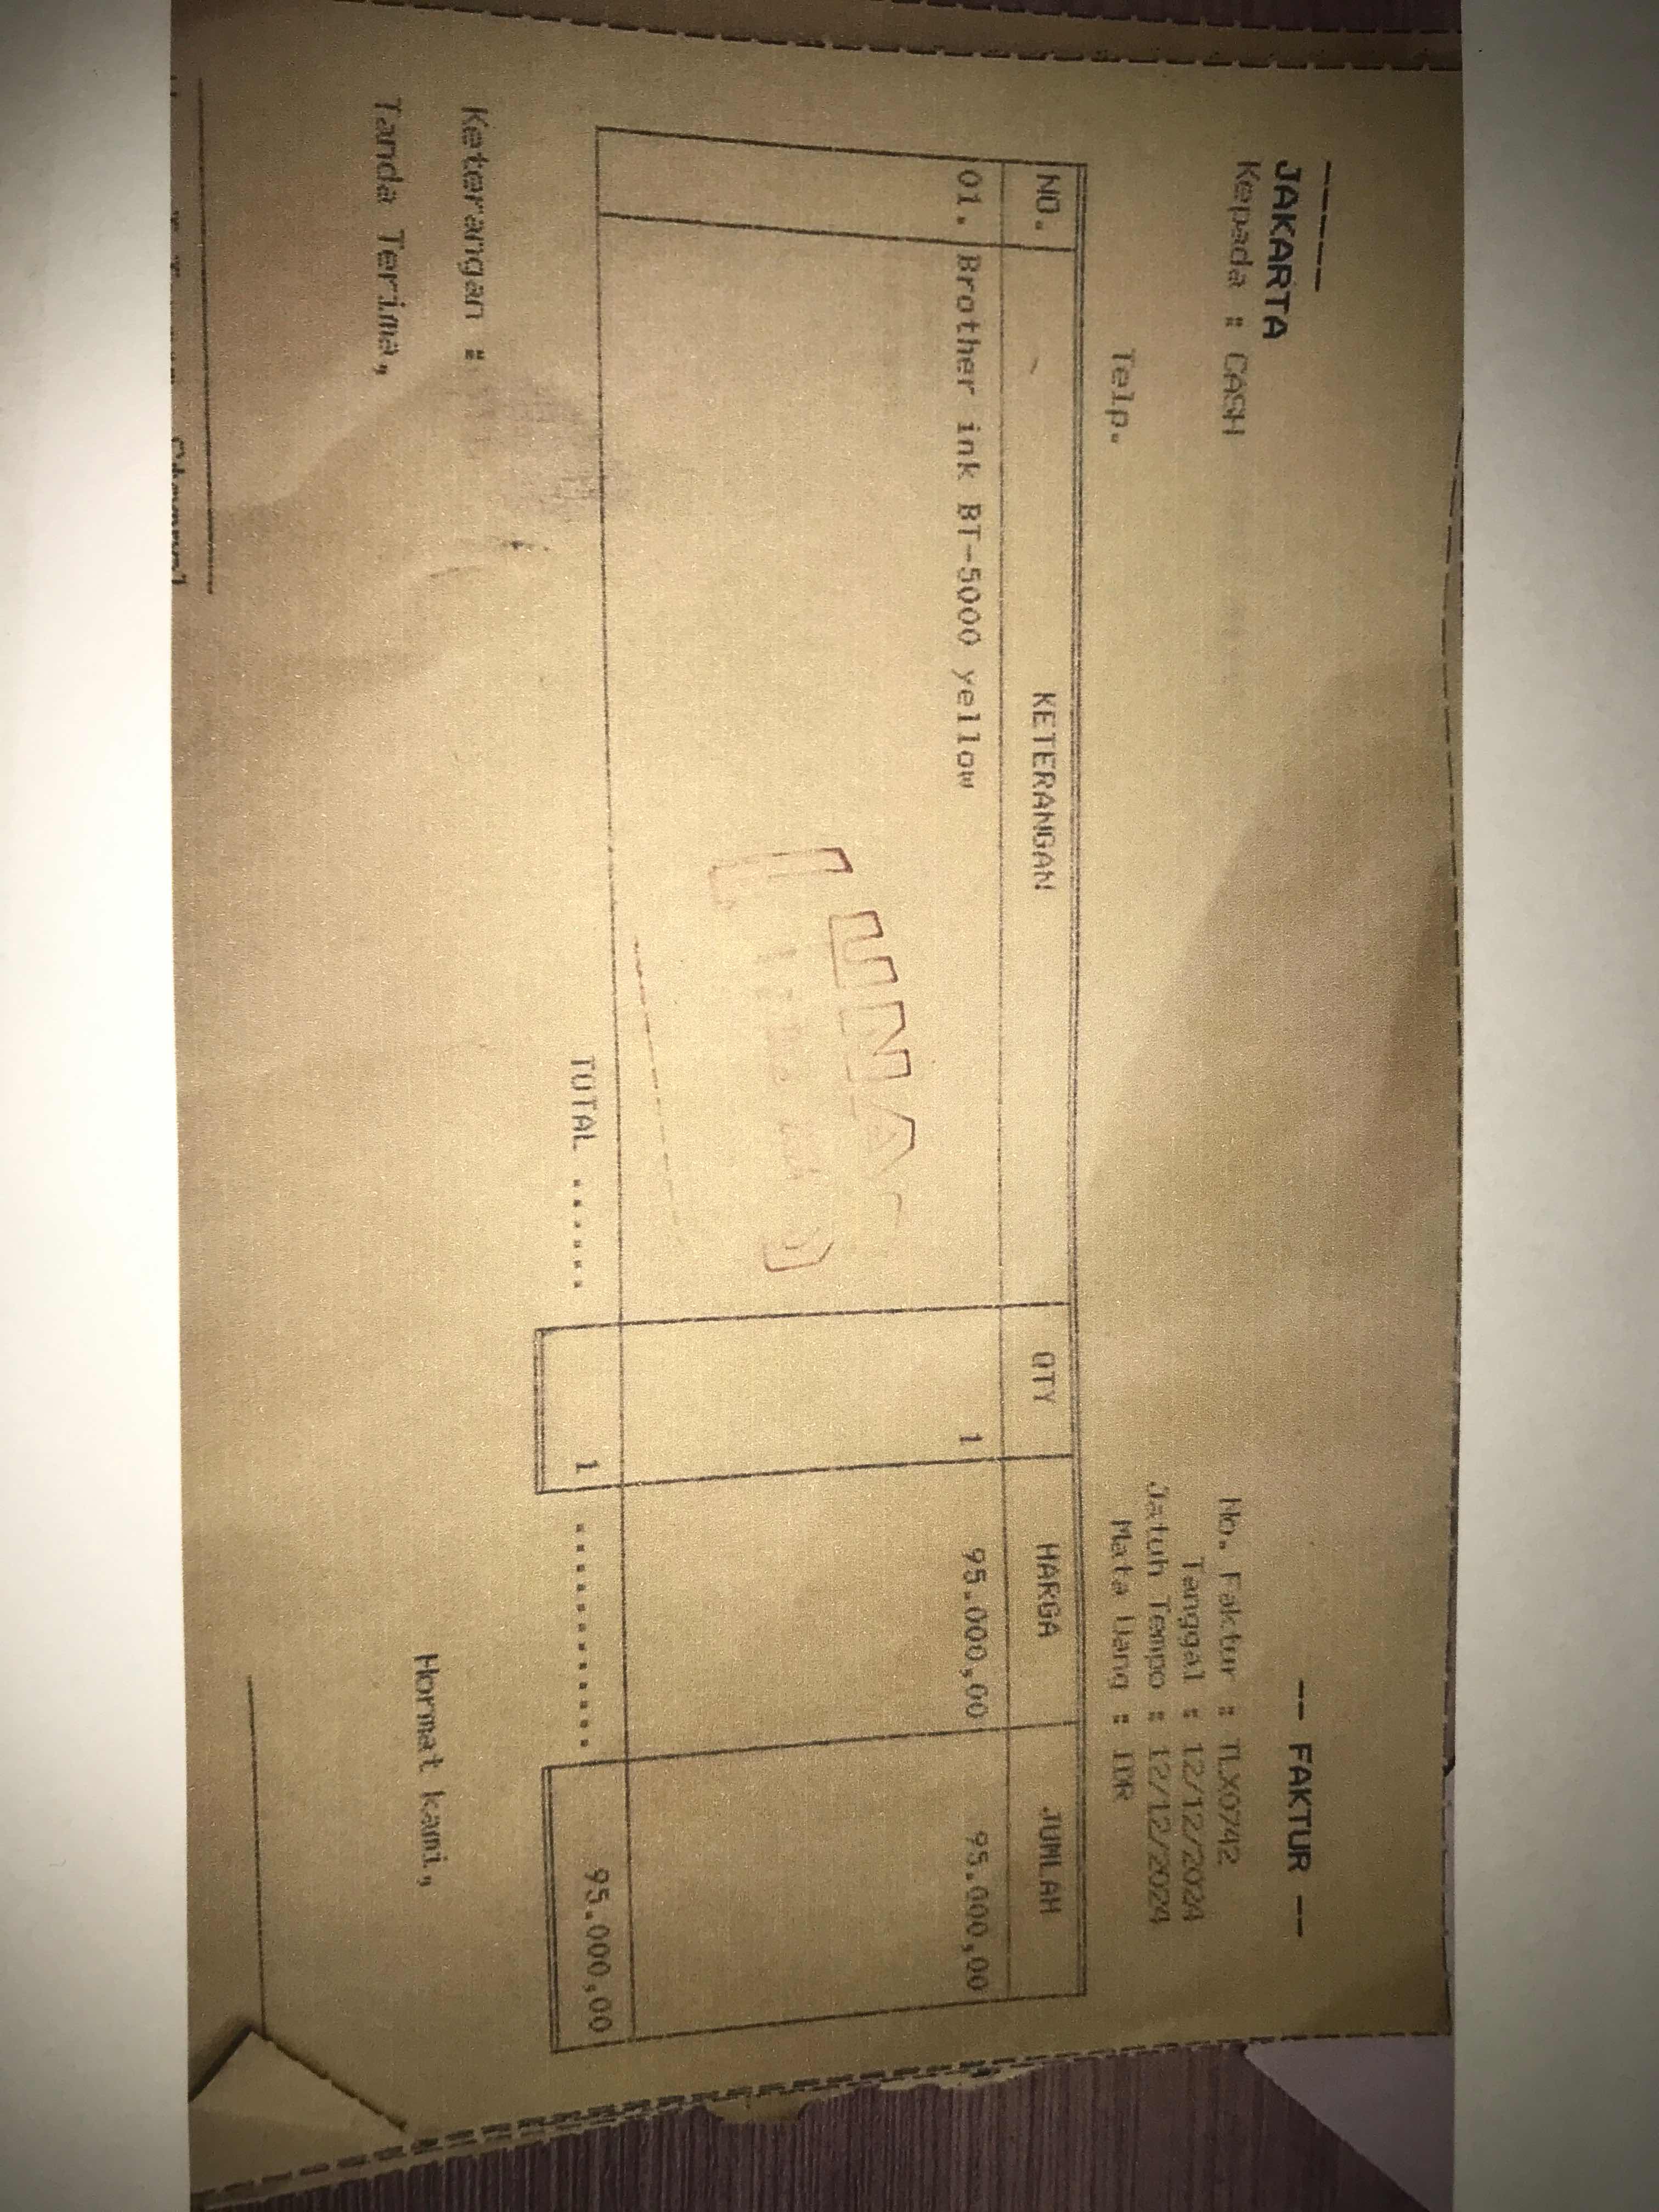 JAKARTA
-- FAKTUR --
Kepada : CASH
No. Faktur : TLX0742
Tanggal : 12/12/2024
Jatuh Tempo : 12/12/2024
Telp.
Mata Uang : IDR
NO. KETERANGAN QTY HARGA JUMLAH
01. Brother ink BT-5000 yellow 1 95.000,00 95.000,00
TOTAL ...... 1 ............ 95.000,00
Keterangan :
Tanda Terima,
Hormat kami,